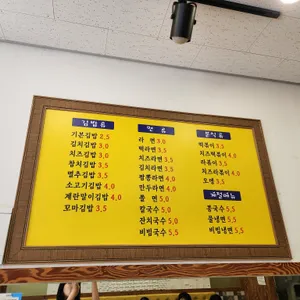 김밥류
기본김밥 2,5
김치김밥 3,0
치즈김밥 3,0
참치김밥 3,5
멸추김밥 3,5
소고기김밥 4,0
계란말이김밥 4,0
꼬마김밥 3,5
면류
라면 3,0
떡라면 3,5
치즈라면 3,5
김치라면 3,5
짬뽕라면 4,0
만두라면 4,0
쫄면 5,0
칼국수 5,0
잔치국수 5,0
비빔국수 5,5
분식류
떡볶이 3,5
치즈떡볶이 4,5
라볶이 3,5
치즈라볶이 4,0
오뎅 3,5
계절메뉴
콩국수 5,5
물냉면 5,5
비빔냉면 5,5